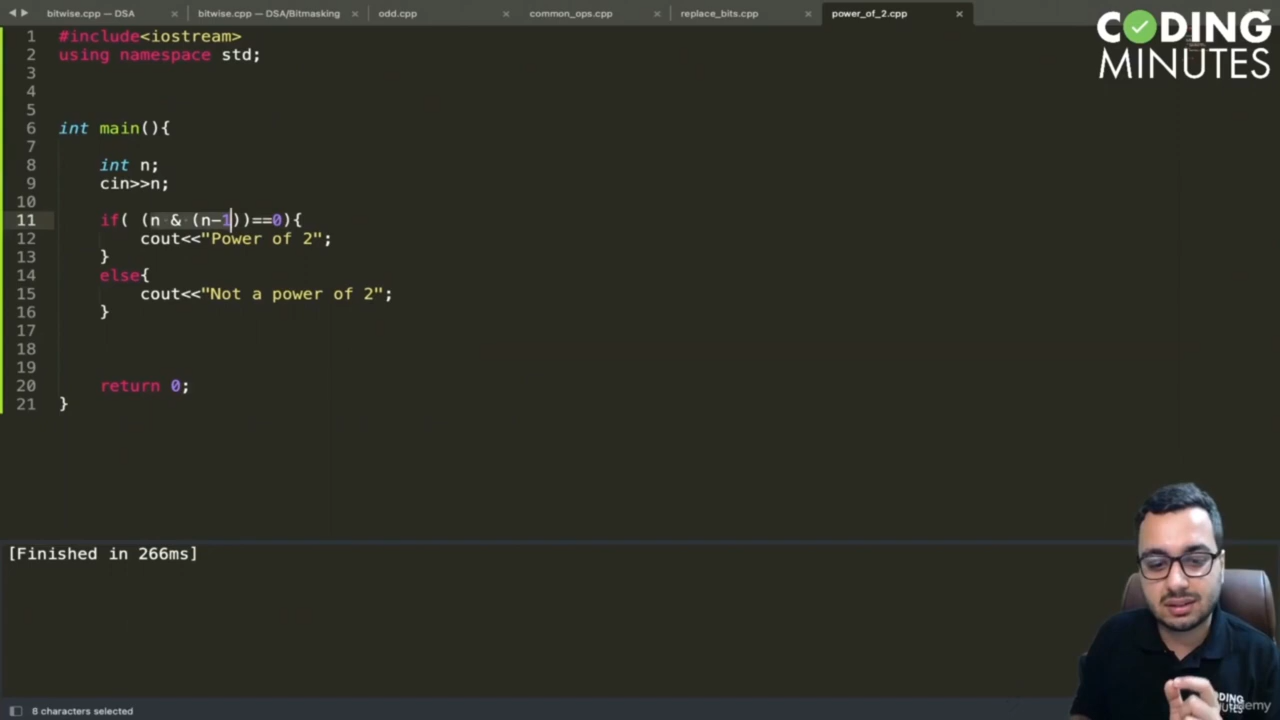 bitwise.cpp — DSA
bitwise.cpp — DSA/Bitmasking
odd.cpp
common_ops.cpp
replace_bits.cpp
power_of_2.cpp
CODING
MINUTES
1 #include<iostream>
2 using namespace std;
3
4
5
6 int main(){
7
8 int n;
9 cin>>n;
10
11 if( (n & (n-1))==0){
12 cout<<"Power of 2";
13 }
14 else{
15 cout<<"Not a power of 2";
16 }
17
18
19
20 return 0;
21 }
[Finished in 266ms]
8 characters selected